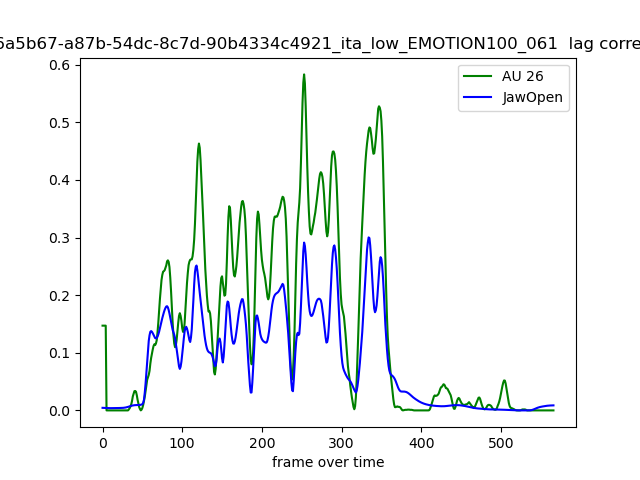 6a5b67-a87b-54dc-8c7d-90b4334c4921_ita_low_EMOTION100_061 lag corre
AU 26
JawOpen
0.6
0.5
0.4
0.3
0.2
0.1
0.0
0 100 200 300 400 500
frame over time